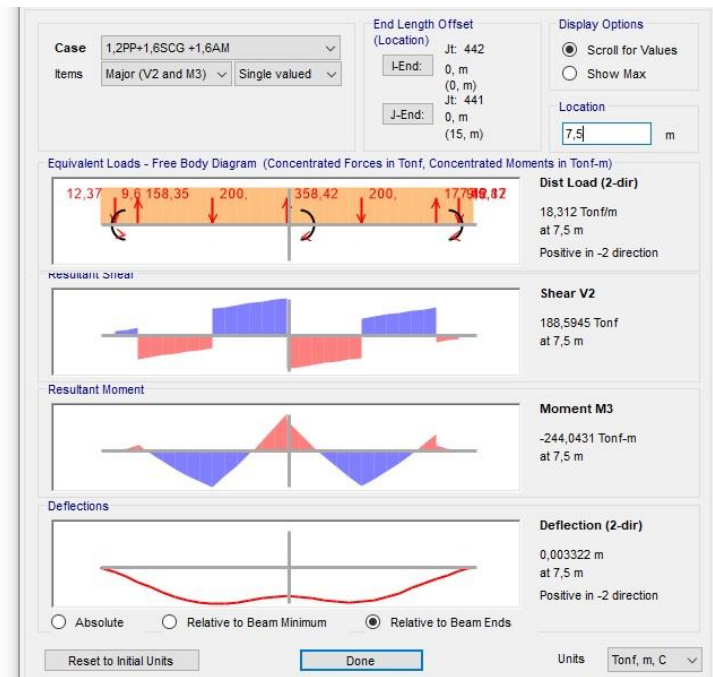 Case 1,2PP+1,6SCG +1,6AM
Items Major (V2 and M3) Single valued
End Length Offset
(Location)
Jt: 442
I-End: 0, m
(0, m)
Jt: 441
J-End: 0, m
(15, m)
Display Options
Scroll for Values
Show Max
Location
7,5 m
Equivalent Loads - Free Body Diagram (Concentrated Forces in Tonf, Concentrated Moments in Tonf-m)
12,37 9,6 158,35 200, 358,42 200,
Dist Load (2-dir)
18,312 Tonf/m
at 7,5 m
Positive in -2 direction
Resultant Shear
Shear V2
188,5945 Tonf
at 7,5 m
Resultant Moment
Moment M3
-244,0431 Tonf-m
at 7,5 m
Deflections
Deflection (2-dir)
0,003322 m
at 7,5 m
Positive in -2 direction
Absolute Relative to Beam Minimum Relative to Beam Ends
Reset to Initial Units Done Units Tonf, m, C